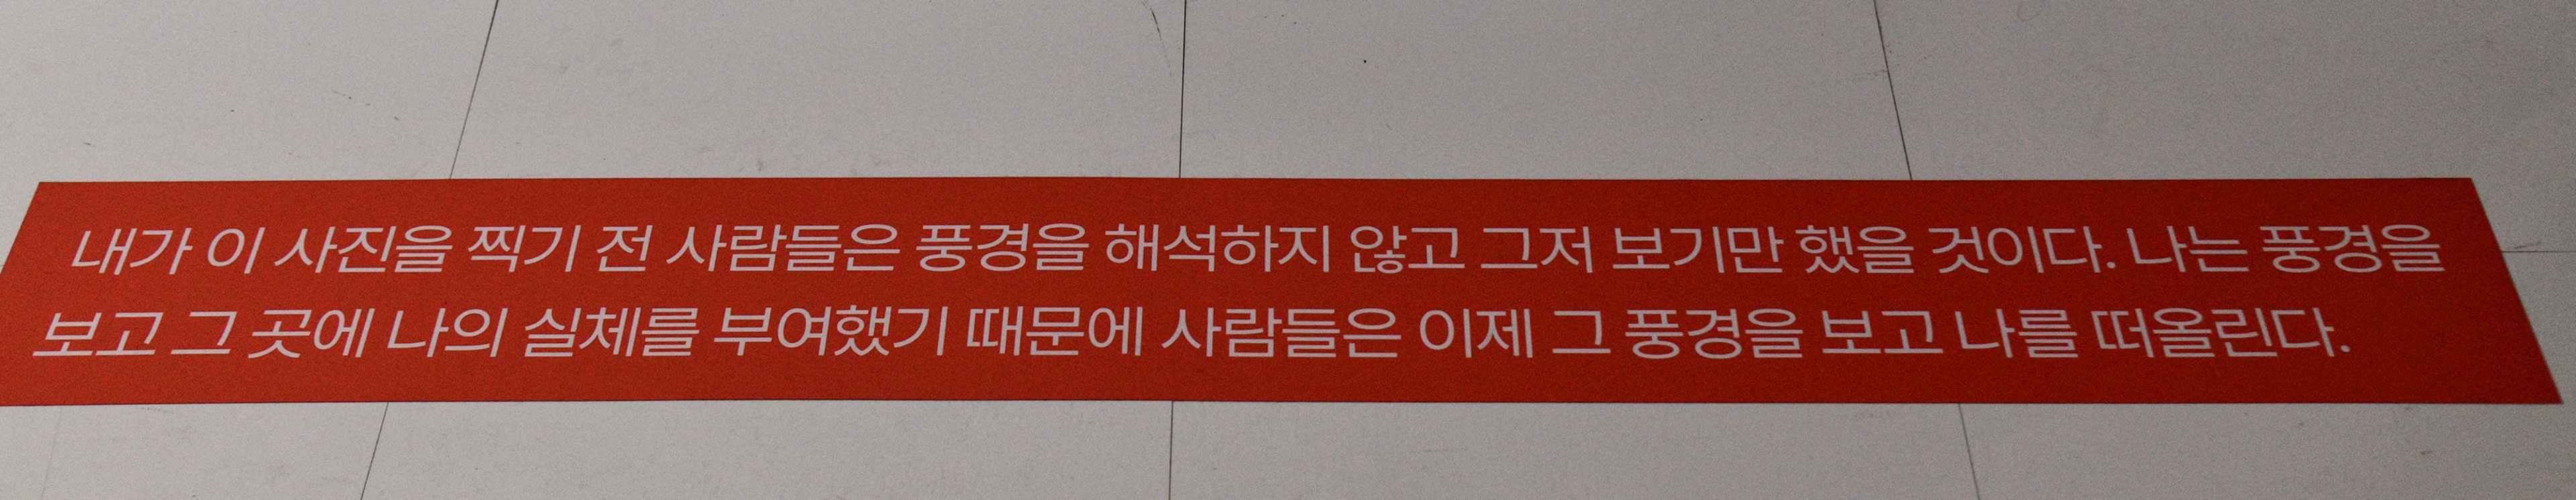 내가 이 사진을 찍기 전 사람들은 풍경을 해석하지 않고 그저 보기만 했을 것이다. 나는 풍경을
보고 그 곳에 나의 실체를 부여했기 때문에 사람들은 이제 그 풍경을 보고 나를 떠올린다.